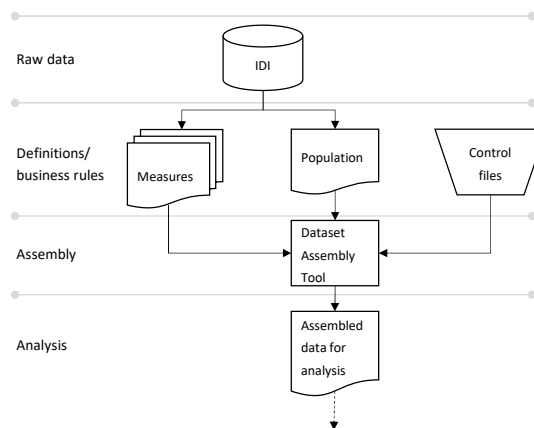 Raw data
IDI
Definitions/
business rules
Measures
Population
Control
files
Assembly
Dataset
Assembly
Tool
Analysis
Assembled
data for
analysis